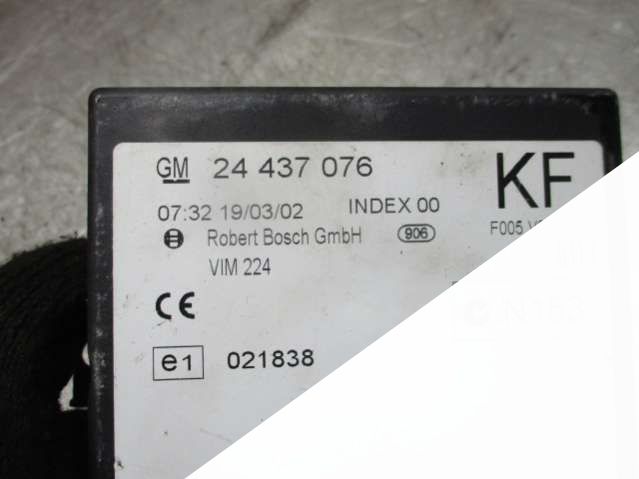 GM 24 437 076 KF
07:32 19/03/02 INDEX 00
Robert Bosch GmbH 906 F005
VIM 224
CE
e1 021838